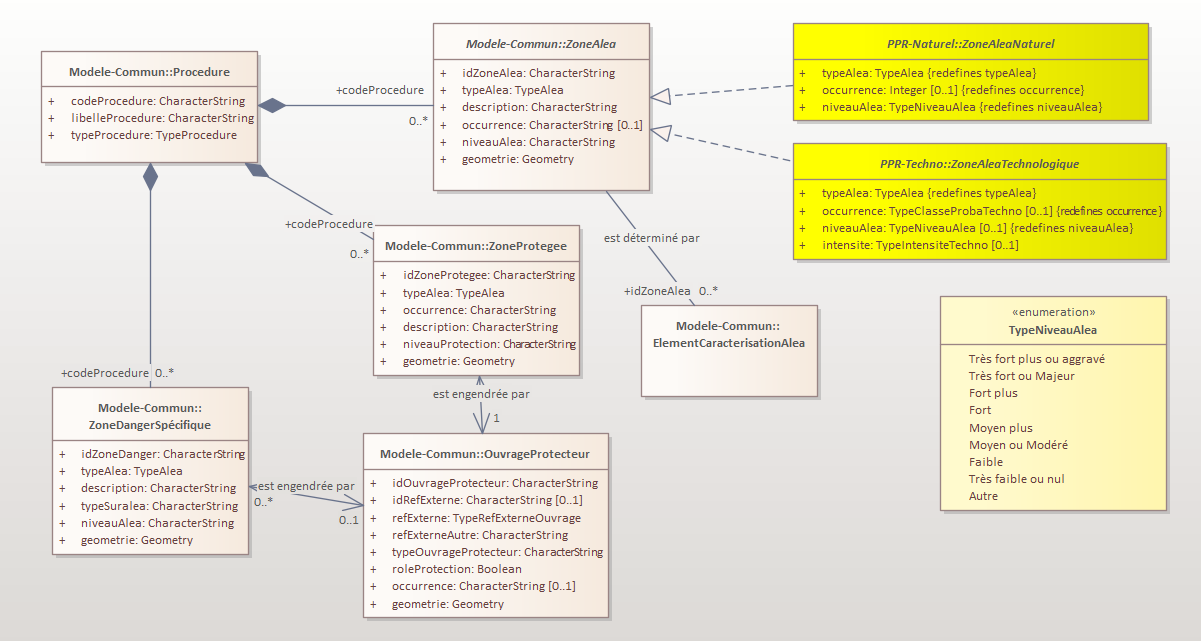 Modele-Commun::Procedure
+ codeProcedure: CharacterString
+ libelleProcedure: CharacterString
+ typeProcedure: TypeProcedure
+codeProcedure
0..*
Modele-Commun::ZoneAlea
+ idZoneAlea: CharacterString
+ typeAlea: TypeAlea
+ description: CharacterString
+ occurrence: CharacterString [0..1]
+ niveauAlea: CharacterString
+ geometrie: Geometry
PPR-Naturel::ZoneAleaNaturel
+ typeAlea: TypeAlea {redefines typeAlea}
+ occurrence: Integer [0..1] {redefines occurrence}
+ niveauAlea: TypeNiveauAlea {redefines niveauAlea}
PPR-Techno::ZoneAleaTechnologique
+ typeAlea: TypeAlea {redefines typeAlea}
+ occurrence: TypeClasseProbaTechno [0..1] {redefines occurrence}
+ niveauAlea: TypeNiveauAlea [0..1] {redefines niveauAlea}
+ intensite: TypeIntensiteTechno [0..1]
+codeProcedure
0..*
Modele-Commun::ZoneProtegee
+ idZoneProtegee: CharacterString
+ typeAlea: TypeAlea
+ occurrence: CharacterString
+ description: CharacterString
+ niveauProtection: CharacterString
+ geometrie: Geometry
est déterminé par
+idZoneAlea 0..*
Modele-Commun::
ElementCaracterisationAlea
«enumeration»
TypeNiveauAlea
Très fort plus ou aggravé
Très fort ou Majeur
Fort plus
Fort
Moyen plus
Moyen ou Modéré
Faible
Très faible ou nul
Autre
+codeProcedure 0..*
Modele-Commun::
ZoneDangerSpécifique
+ idZoneDanger: CharacterString
+ typeAlea: TypeAlea
+ description: CharacterString
+ typeSuralea: CharacterString
+ niveauAlea: CharacterString
+ geometrie: Geometry
est engendrée par
1
est engendrée par
0..*
0..1
Modele-Commun::OuvrageProtecteur
+ idOuvrageProtecteur: CharacterString
+ idRefExterne: CharacterString [0..1]
+ refExterne: TypeRefExterneOuvrage
+ refExterneAutre: CharacterString
+ typeOuvrageProtecteur: CharacterString
+ roleProtection: Boolean
+ occurrence: CharacterString [0..1]
+ geometrie: Geometry